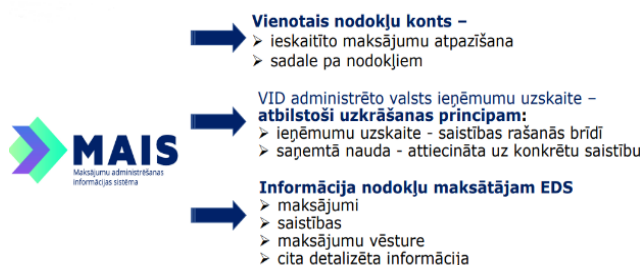 Vienotais nodokļu konts –
➢ ieskaitīto maksājumu atpazīšana
➢ sadale pa nodokļiem
VID administrēto valsts ieņēmumu uzskaite –
atbilstoši uzkrāšanas principam:
➢ ieņēmumu uzskaite - saistības rašanās brīdī
➢ saņemtā nauda - attiecināta uz konkrētu saistību
MAIS
Maksājumu administrēšanas
informācijas sistēma
Informācija nodokļu maksātājam EDS
➢ maksājumi
➢ saistības
➢ maksājumu vēsture
➢ cita detalizēta informācija